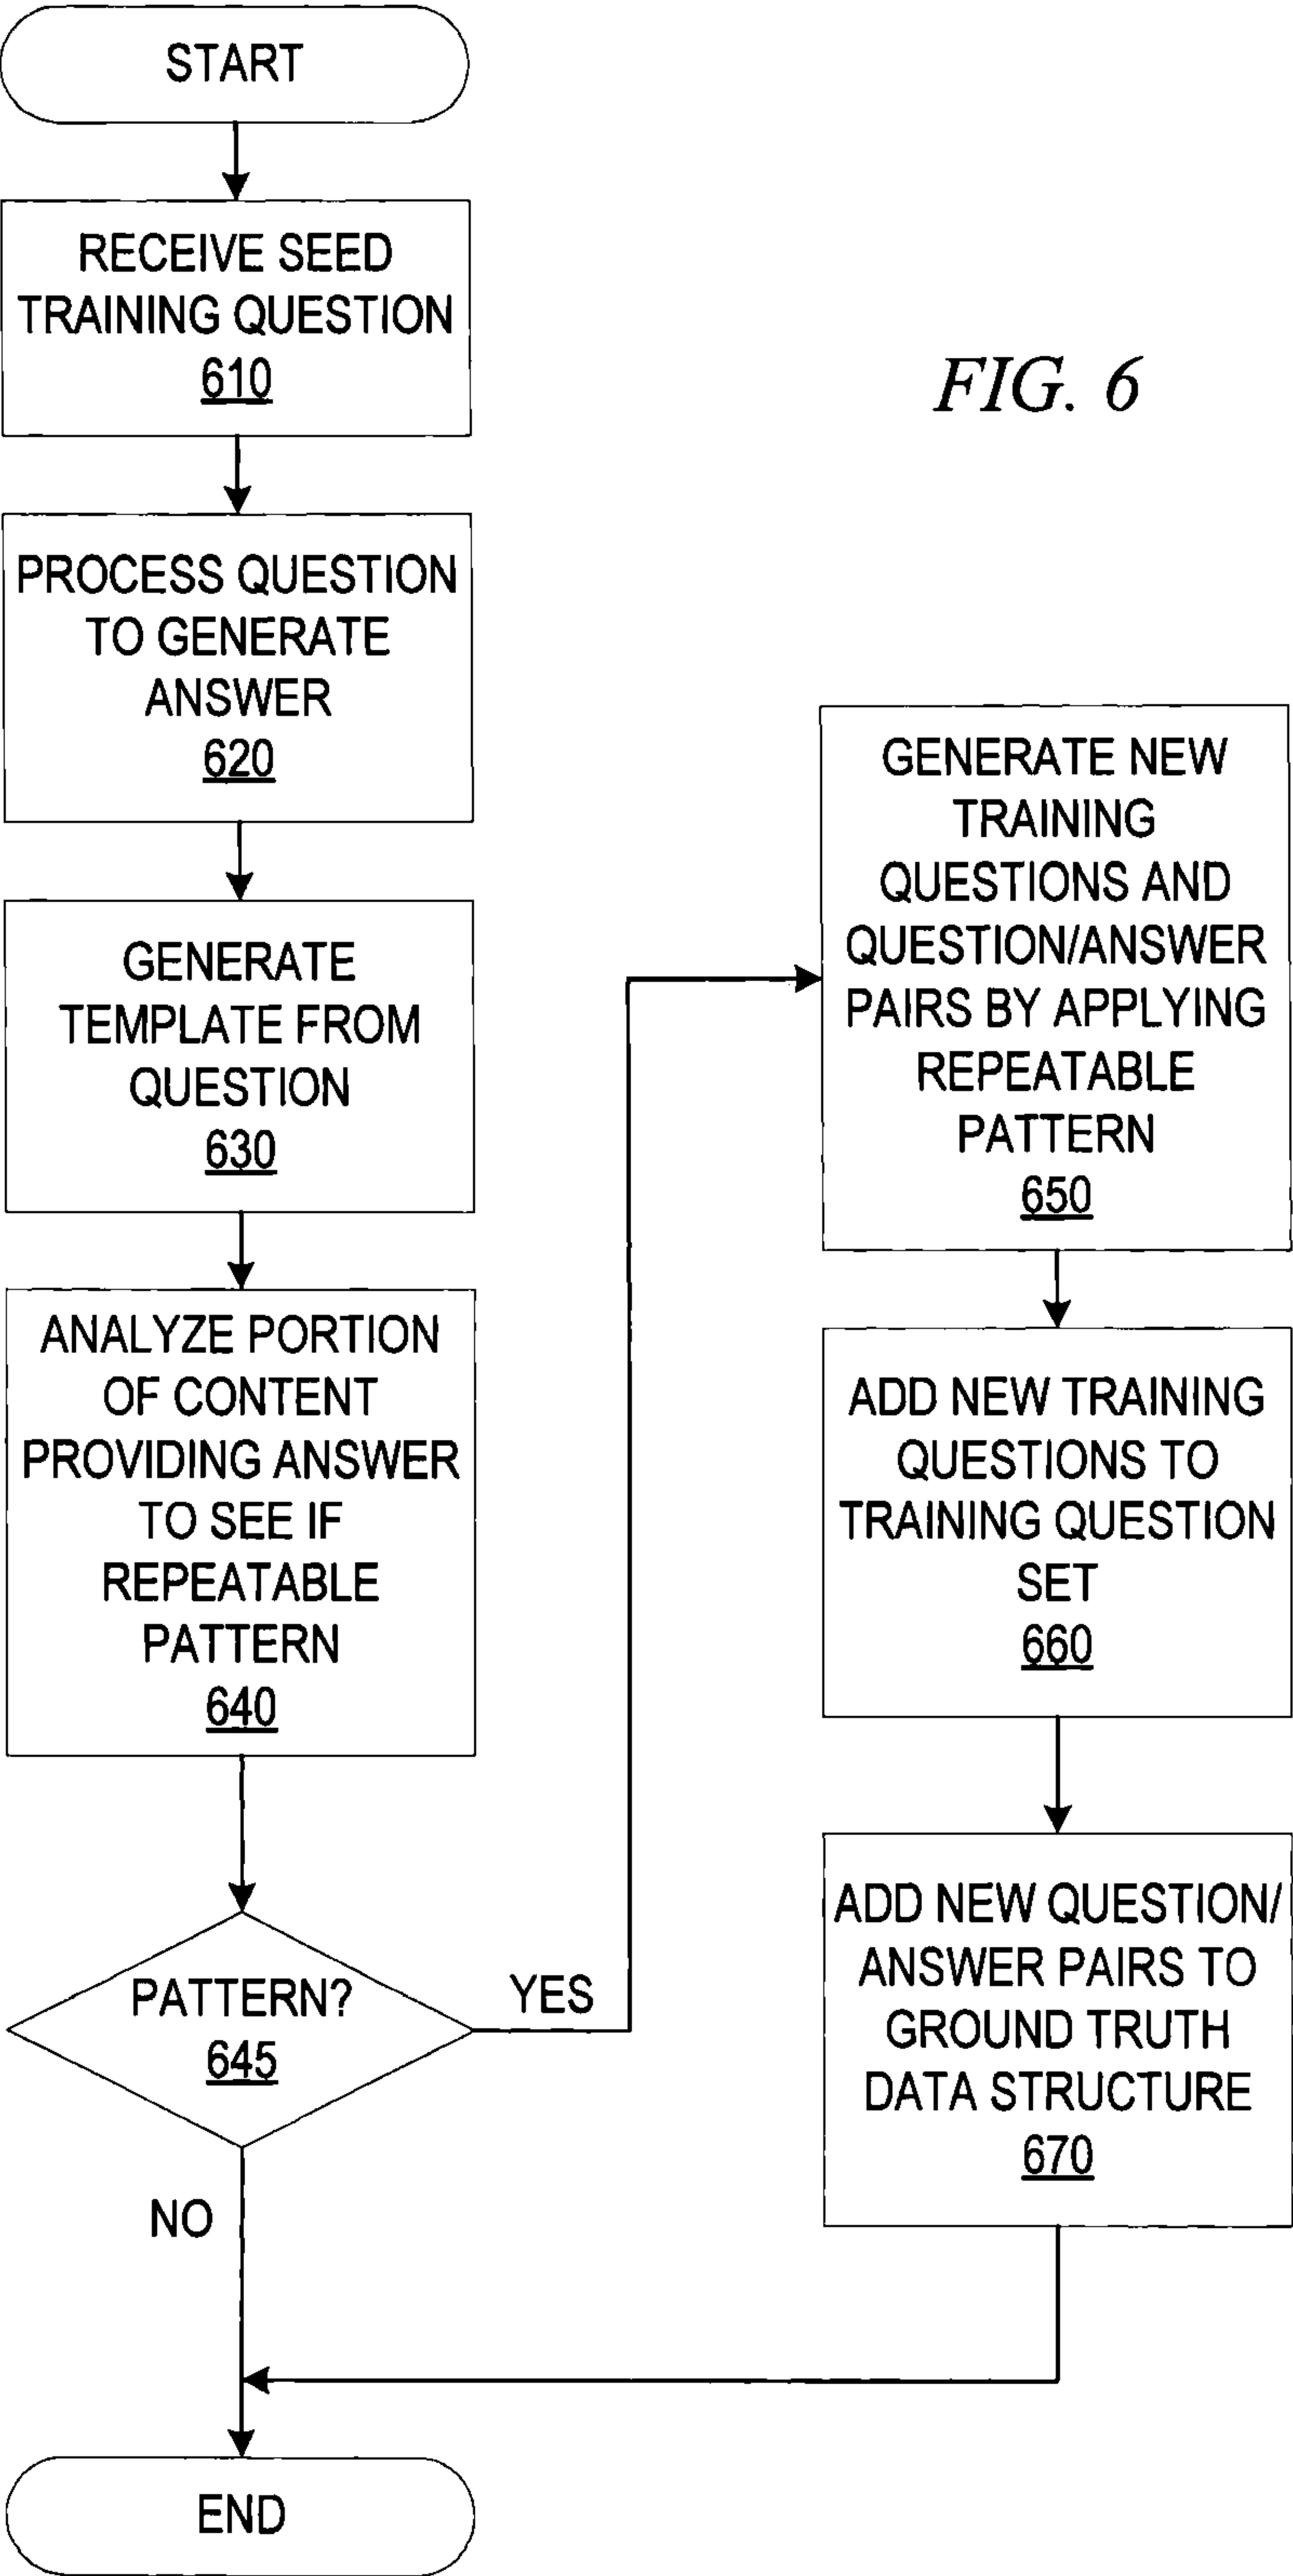 START
RECEIVE SEED
TRAINING QUESTION
610
FIG. 6
PROCESS QUESTION
TO GENERATE
ANSWER
620
GENERATE
TEMPLATE FROM
QUESTION
630
ANALYZE PORTION
OF CONTENT
PROVIDING ANSWER
TO SEE IF
REPEATABLE
PATTERN
640
PATTERN?
645
YES
NO
GENERATE NEW
TRAINING
QUESTIONS AND
QUESTION/ANSWER
PAIRS BY APPLYING
REPEATABLE
PATTERN
650
ADD NEW TRAINING
QUESTIONS TO
TRAINING QUESTION
SET
660
ADD NEW QUESTION/
ANSWER PAIRS TO
GROUND TRUTH
DATA STRUCTURE
670
END